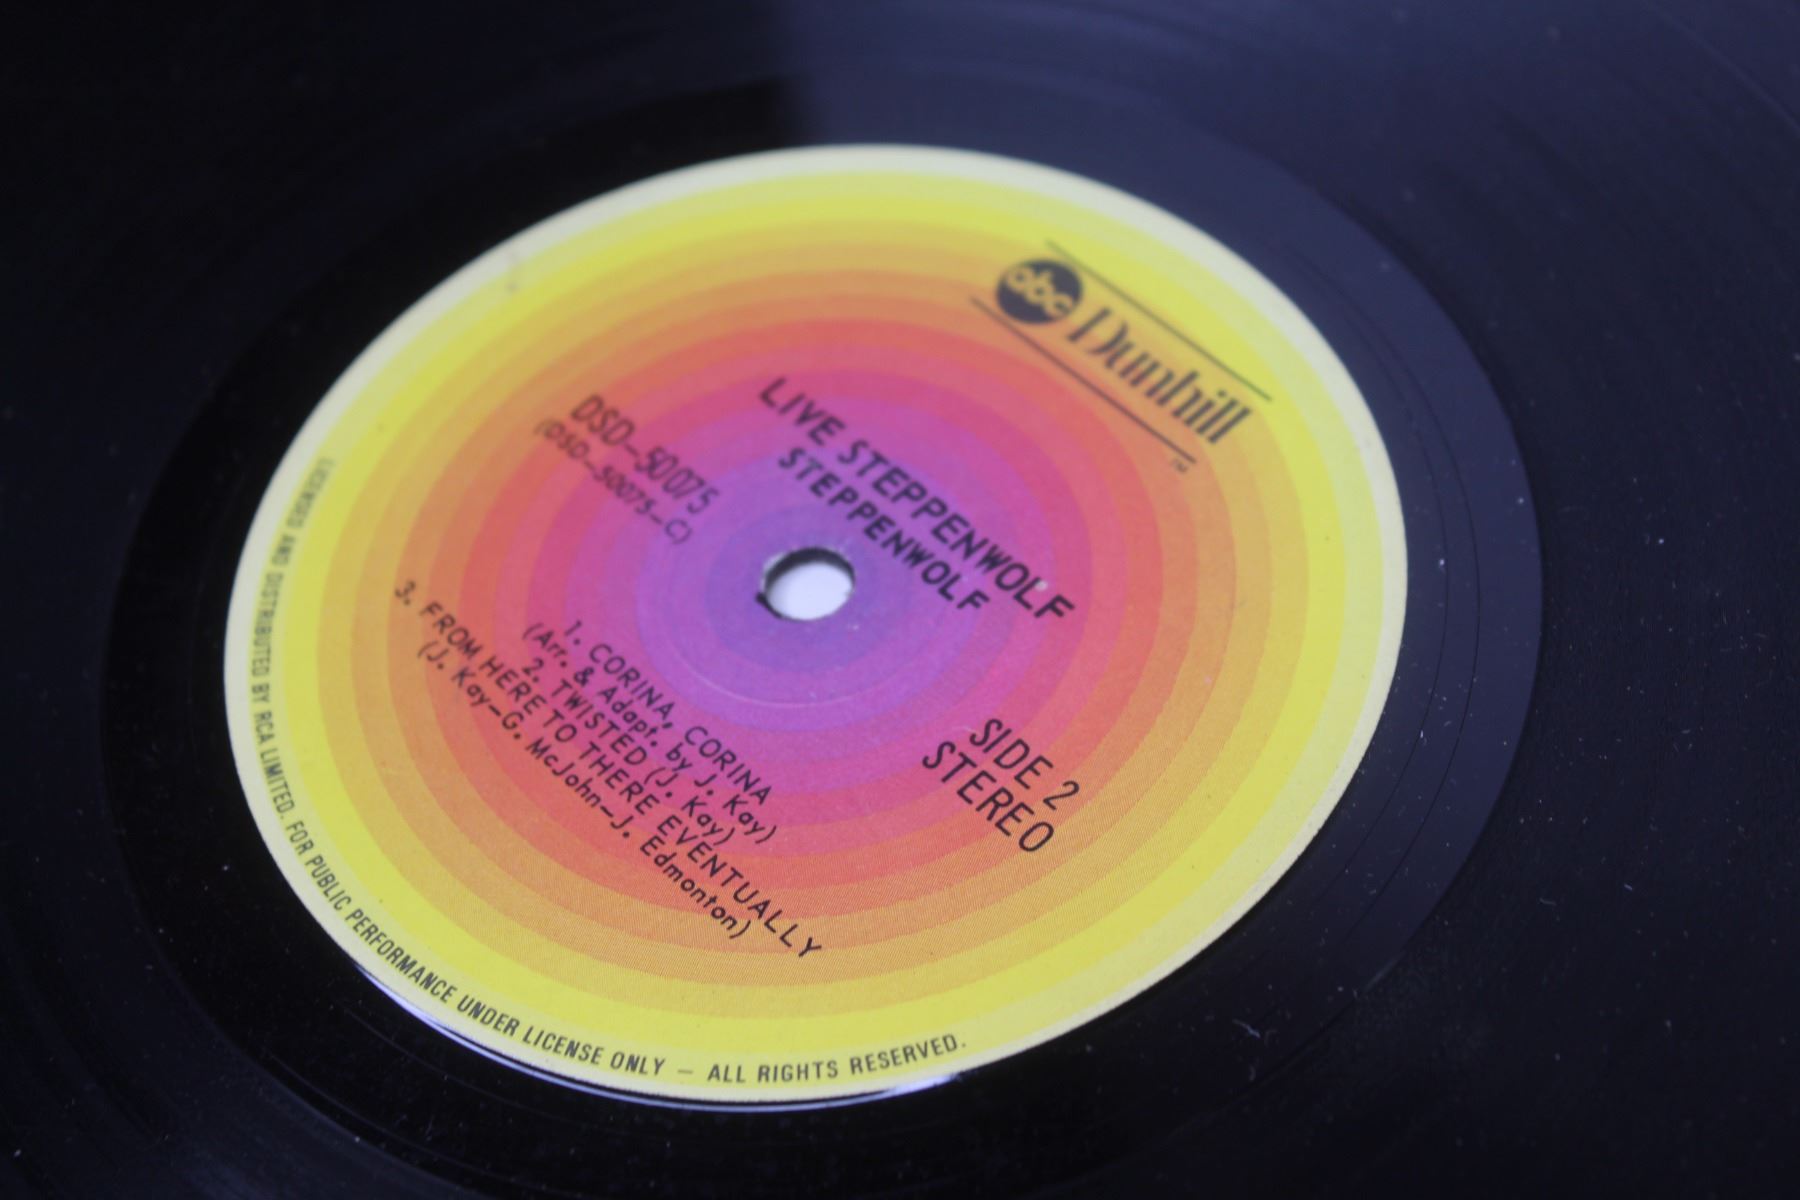 abc Dunhill
TM
LIVE STEPPENWOLF
STEPPENWOLF
DSD-50075
(DSD-50075-C)
SIDE 2
STEREO
1. CORINA, CORINA
(Arr. & Adapt. by J. Kay)
2. TWISTED (J. Kay)
3. FROM HERE TO THERE EVENTUALLY
(J. Kay-G. McJohn-J. Edmonton)
LICENSED AND DISTRIBUTED BY RCA LIMITED. FOR PUBLIC PERFORMANCE UNDER LICENSE ONLY — ALL RIGHTS RESERVED.